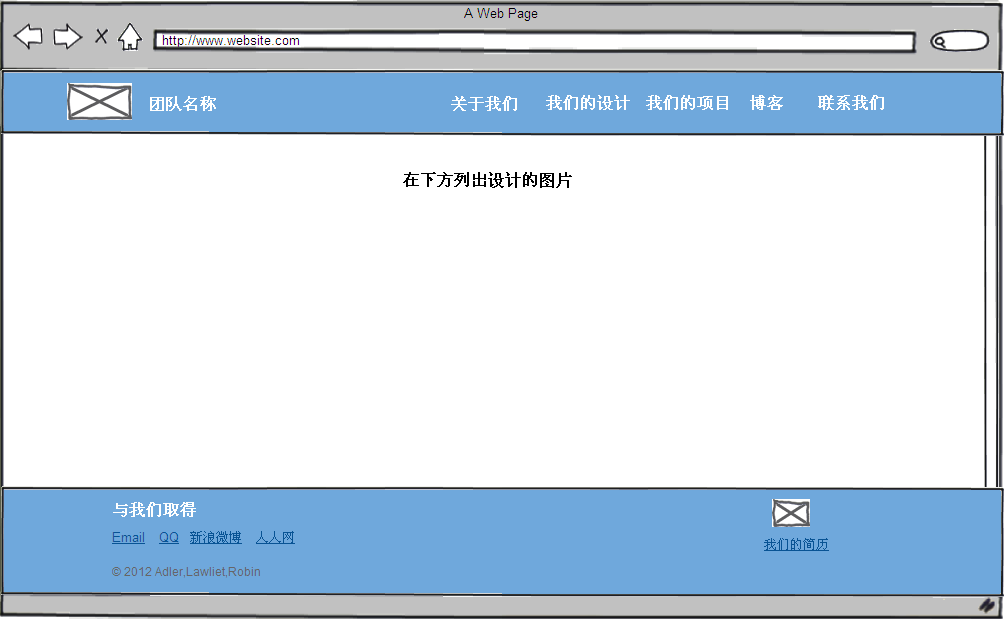 A Web Page
http://www.website.com
团队名称 关于我们 我们的设计 我们的项目 博客 联系我们
在下方列出设计的图片
与我们取得
Email QQ 新浪微博 人人网
我们的简历
© 2012 Adler,Lawliet,Robin